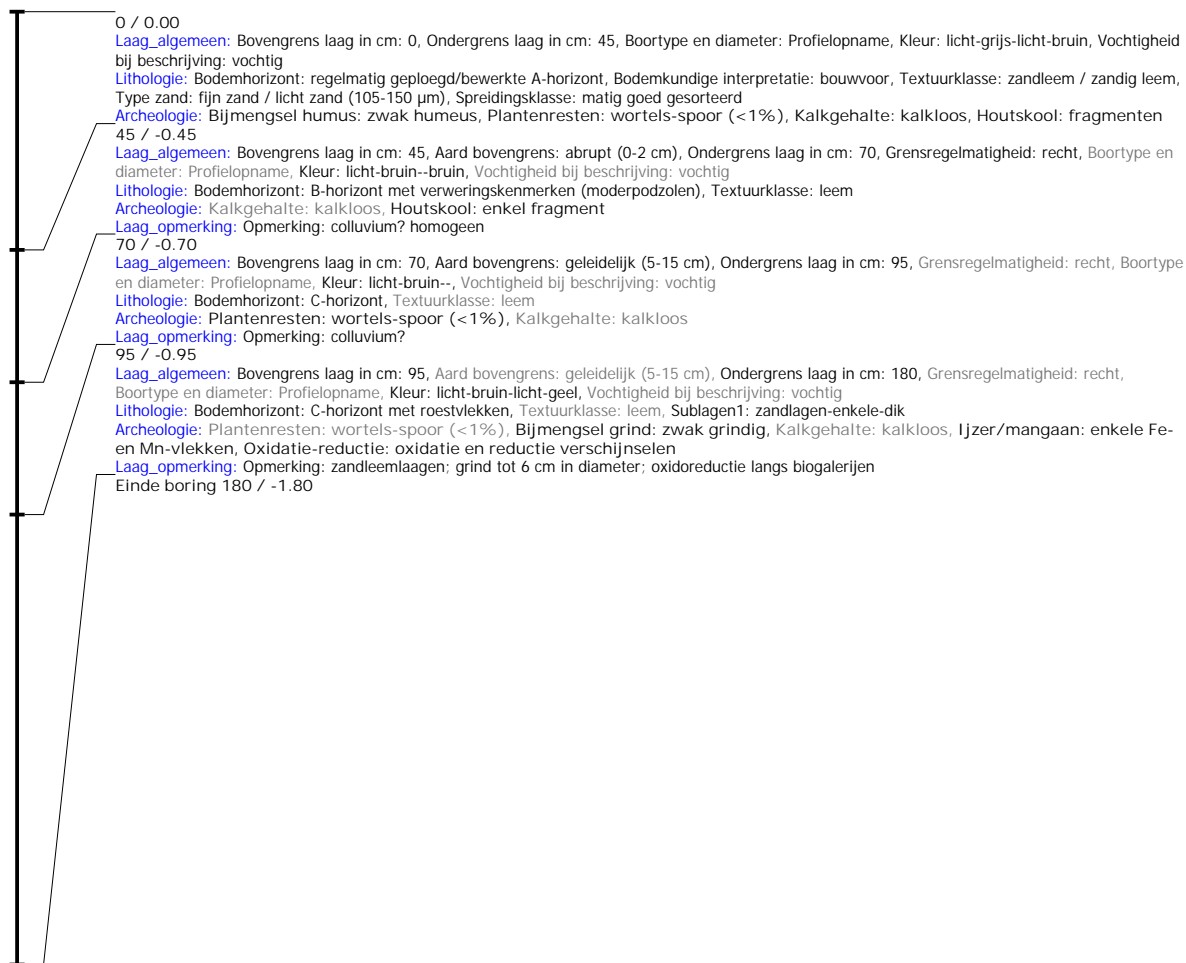 0 / 0.00
Laag_algemeen: Bovengrens laag in cm: 0, Ondergrens laag in cm: 45, Boortype en diameter: Profielopname, Kleur: licht-grijs-licht-bruin, Vochtigheid
bij beschrijving: vochtig
Lithologie: Bodemhorizont: regelmatig geploegd/bewerkte A-horizont, Bodemkundige interpretatie: bouwvoor, Textuurklasse: zandleem / zandig leem,
Type zand: fijn zand / licht zand (105-150 µm), Spreidingsklasse: matig goed gesorteerd
Archeologie: Bijmengsel humus: zwak humeus, Plantenresten: wortels-spoor (<1%), Kalkgehalte: kalkloos, Houtskool: fragmenten
45 / -0.45
Laag_algemeen: Bovengrens laag in cm: 45, Aard bovengrens: abrupt (0-2 cm), Ondergrens laag in cm: 70, Grensregelmatigheid: recht, Boortype en
diameter: Profielopname, Kleur: licht-bruin--bruin, Vochtigheid bij beschrijving: vochtig
Lithologie: Bodemhorizont: B-horizont met verweringskenmerken (moderpodzolen), Textuurklasse: leem
Archeologie: Kalkgehalte: kalkloos, Houtskool: enkel fragment
Laag_opmerking: Opmerking: colluvium? homogeen
70 / -0.70
Laag_algemeen: Bovengrens laag in cm: 70, Aard bovengrens: geleidelijk (5-15 cm), Ondergrens laag in cm: 95, Grensregelmatigheid: recht, Boortype
en diameter: Profielopname, Kleur: licht-bruin--, Vochtigheid bij beschrijving: vochtig
Lithologie: Bodemhorizont: C-horizont, Textuurklasse: leem
Archeologie: Plantenresten: wortels-spoor (<1%), Kalkgehalte: kalkloos
Laag_opmerking: Opmerking: colluvium?
95 / -0.95
Laag_algemeen: Bovengrens laag in cm: 95, Aard bovengrens: geleidelijk (5-15 cm), Ondergrens laag in cm: 180, Grensregelmatigheid: recht,
Boortype en diameter: Profielopname, Kleur: licht-bruin-licht-geel, Vochtigheid bij beschrijving: vochtig
Lithologie: Bodemhorizont: C-horizont met roestvlekken, Textuurklasse: leem, Sublagen1: zandlagen-enkele-dik
Archeologie: Plantenresten: wortels-spoor (<1%), Bijmengsel grind: zwak grindig, Kalkgehalte: kalkloos, Ijzer/mangaan: enkele Fe-
en Mn-vlekken, Oxidatie-reductie: oxidatie en reductie verschijnselen
Laag_opmerking: Opmerking: zandleemlaagen; grind tot 6 cm in diameter; oxidoreductie langs biogalerijen
Einde boring 180 / -1.80